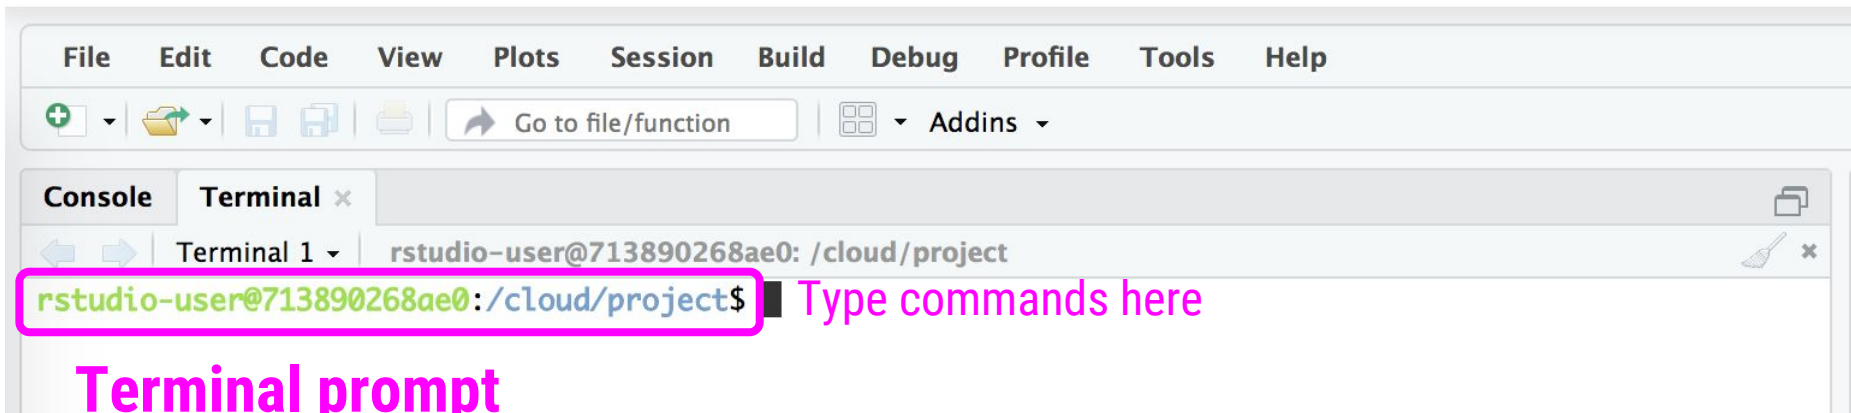 File Edit Code View Plots Session Build Debug Profile Tools Help
Go to file/function Addins
Console Terminal
Terminal 1 rstudio-user@713890268ae0: /cloud/project
rstudio-user@713890268ae0:/cloud/project$ Type commands here
Terminal prompt